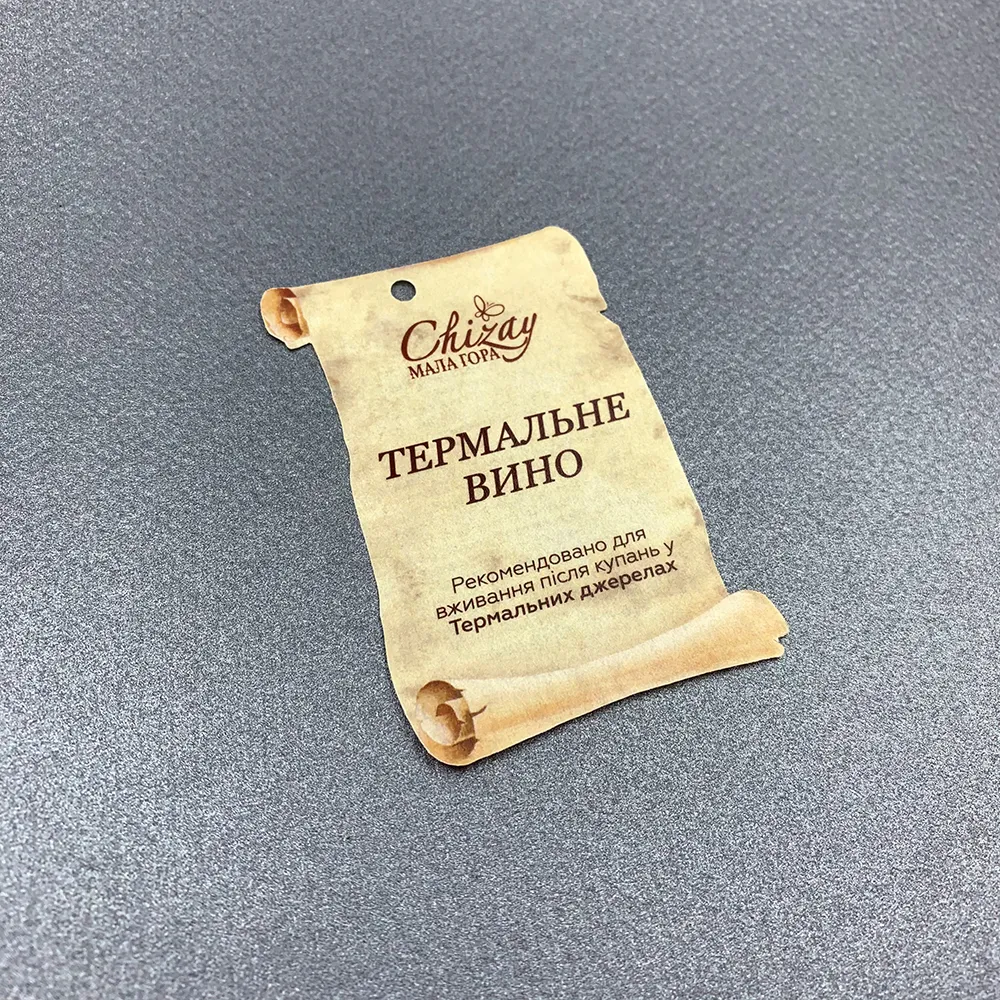 Chizay
МАЛА ГОРА
ТЕРМАЛЬНЕ
ВИНО
Рекомендовано для
вживання після купань у
Термальних джерелах